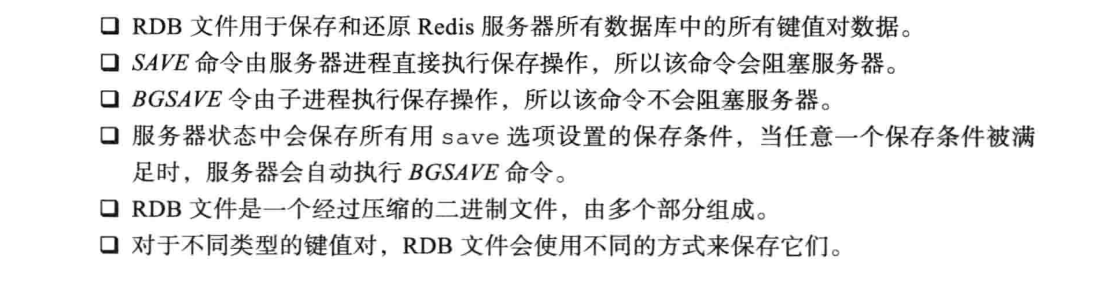 ❑ RDB 文件用于保存和还原 Redis 服务器所有数据库中的所有键值对数据。
❑ SAVE 命令由服务器进程直接执行保存操作，所以该命令会阻塞服务器。
❑ BGSAVE 令由子进程执行保存操作，所以该命令不会阻塞服务器。
❑ 服务器状态中会保存所有用 save 选项设置的保存条件，当任意一个保存条件被满
足时，服务器会自动执行 BGSAVE 命令。
❑ RDB 文件是一个经过压缩的二进制文件，由多个部分组成。
❑ 对于不同类型的键值对，RDB 文件会使用不同的方式来保存它们。